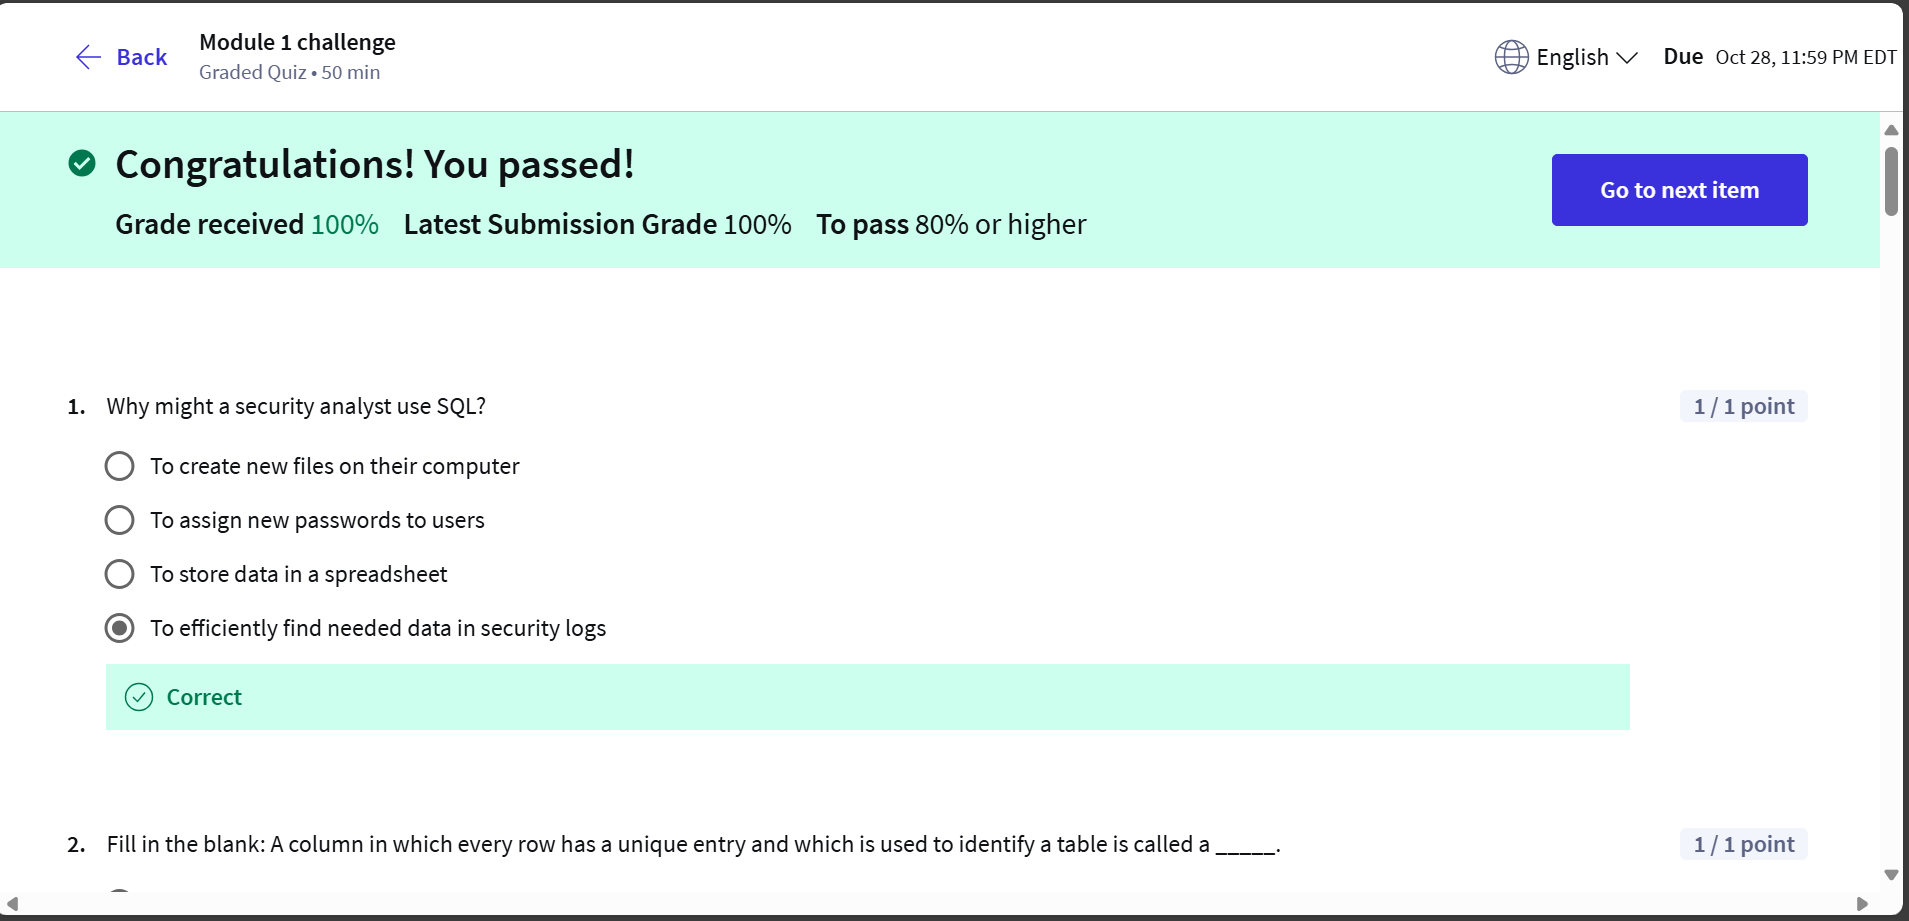 Back
Module 1 challenge
Graded Quiz • 50 min
English
Due Oct 28, 11:59 PM EDT
Congratulations! You passed!
Grade received 100% Latest Submission Grade 100% To pass 80% or higher
Go to next item
1. Why might a security analyst use SQL?
1 / 1 point
To create new files on their computer
To assign new passwords to users
To store data in a spreadsheet
To efficiently find needed data in security logs
Correct
2. Fill in the blank: A column in which every row has a unique entry and which is used to identify a table is called a _____.
1 / 1 point